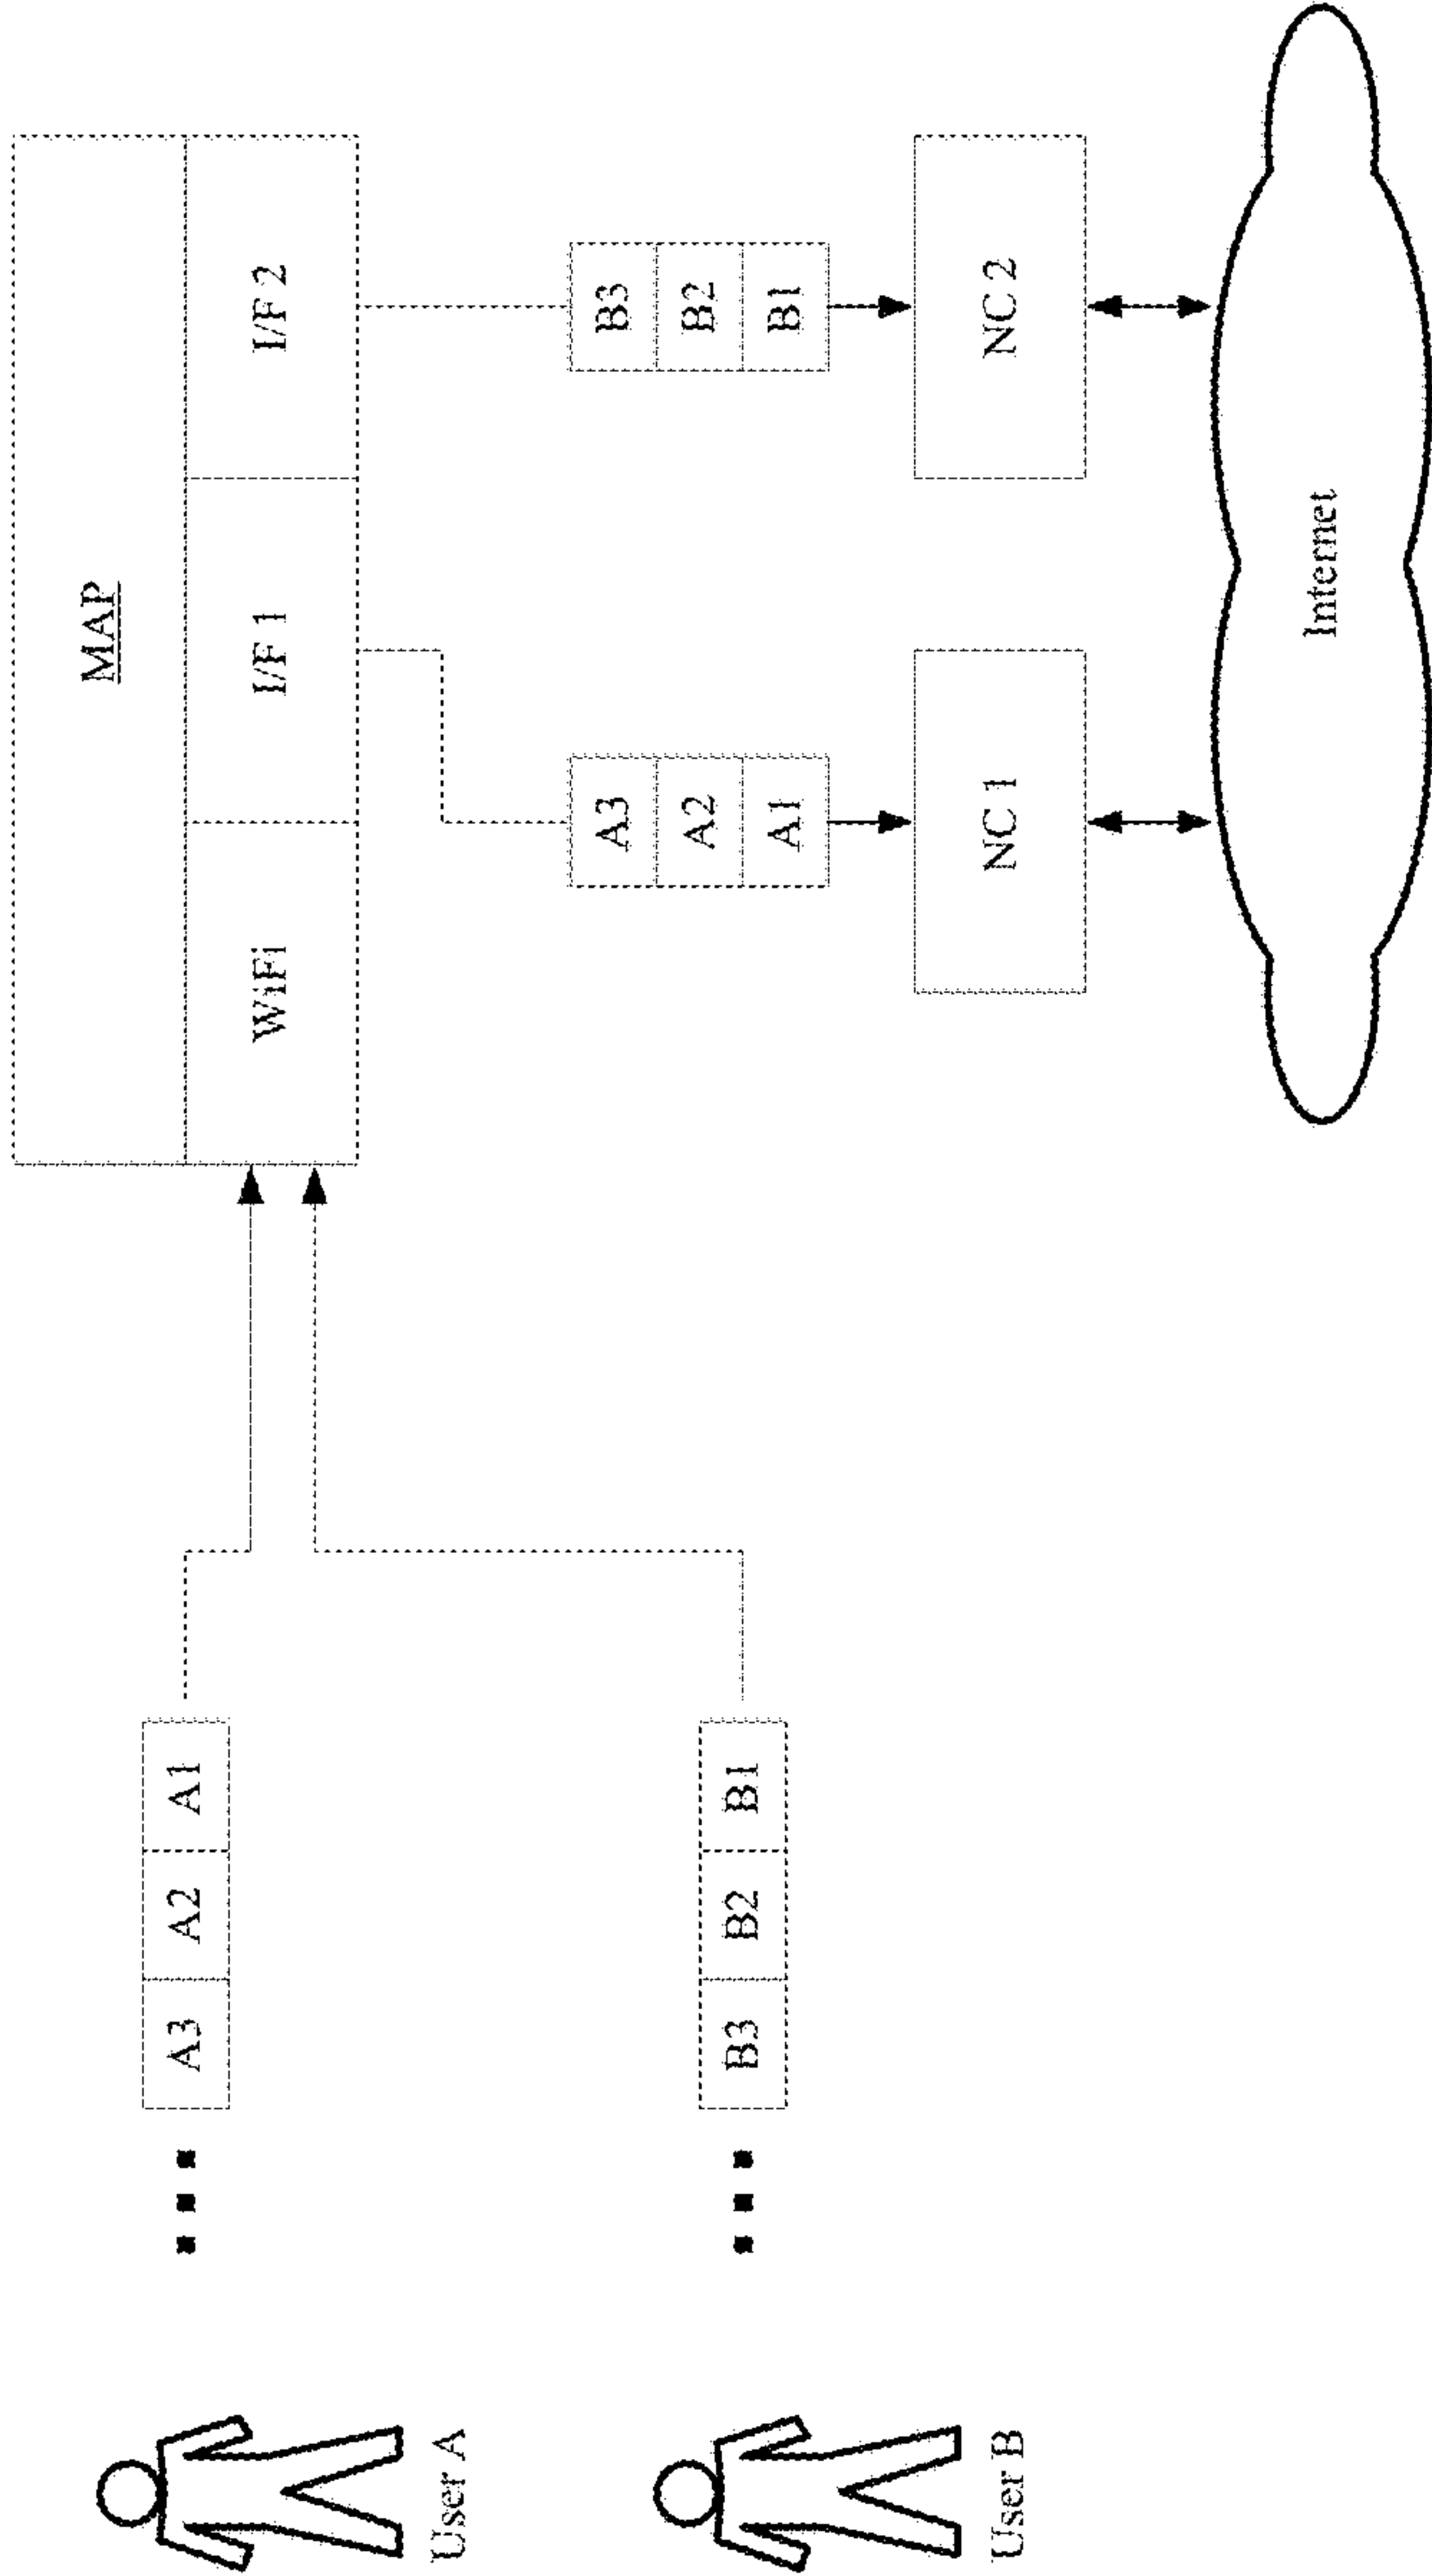 MAP
A3 A2 A1
WiFi
I/F 1
I/F 2
User A
A3
A2
A1
B3
B2
B1
B3 B2 B1
NC 1
NC 2
User B
Internet